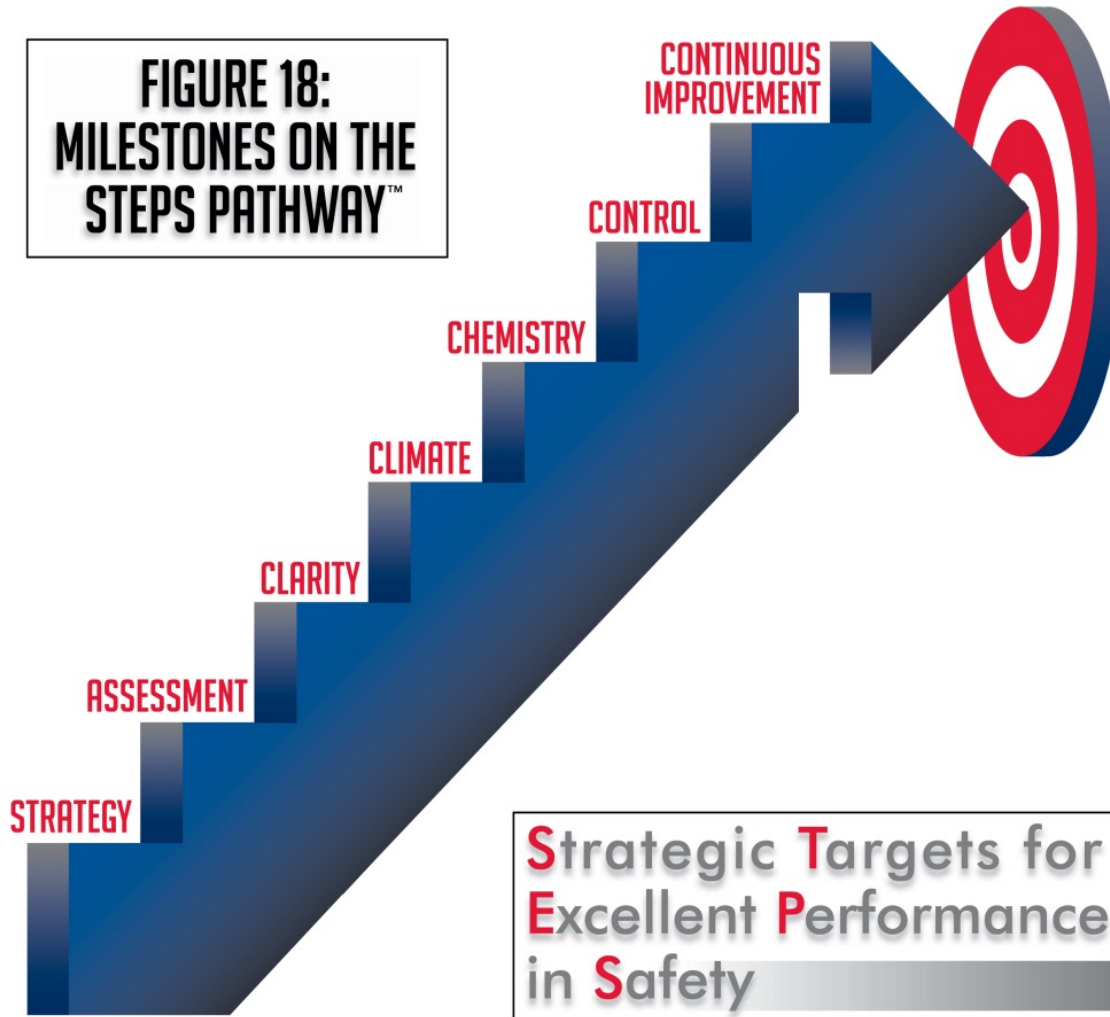 FIGURE 18:
MILESTONES ON THE
STEPS PATHWAY™
CONTINUOUS
IMPROVEMENT
CONTROL
CHEMISTRY
CLIMATE
CLARITY
ASSESSMENT
STRATEGY
Strategic Targets for
Excellent Performance
in Safety